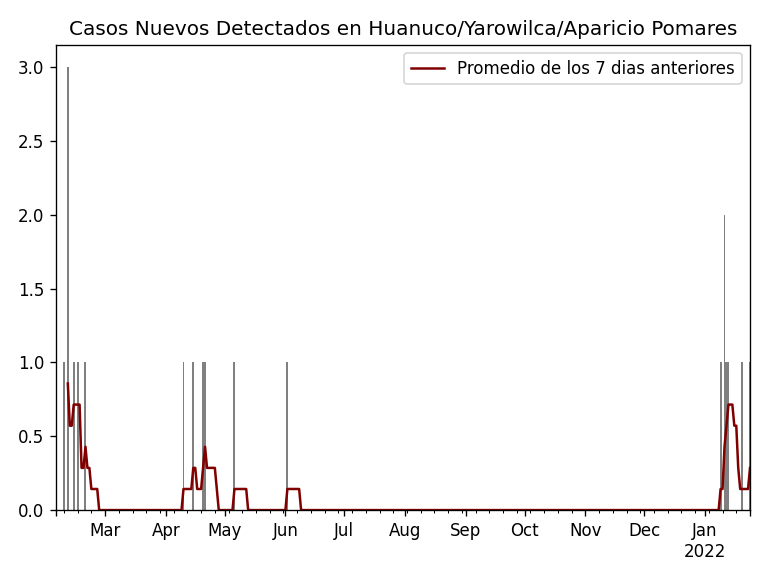 Casos Nuevos Detectados en Huanuco/Yarowilca/Aparicio Pomares
Promedio de los 7 dias anteriores
3.0
2.5
2.0
1.5
1.0
0.5
0.0
Mar Apr May Jun Jul Aug Sep Oct Nov Dec Jan
2022